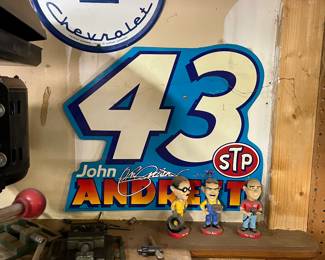 Chevrolet
43
STP
John
ANDRETTI